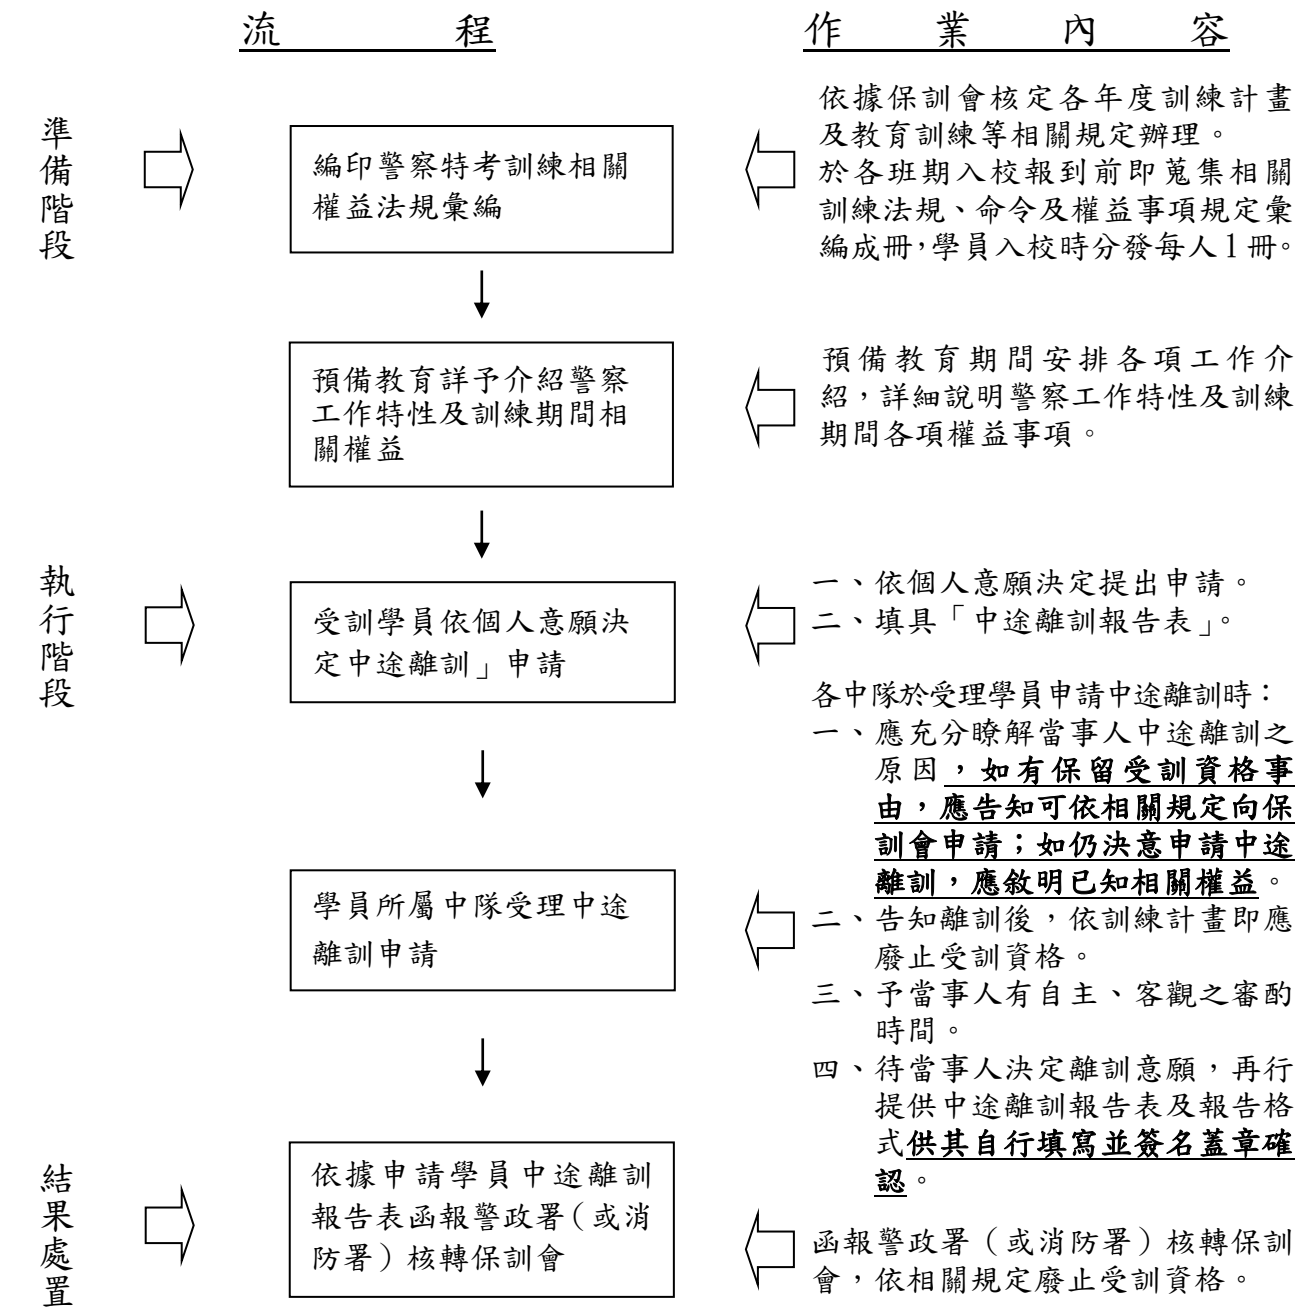 流程
作業內容
準備階段
編印警察特考訓練相關
權益法規彙編
依據保訓會核定各年度訓練計畫
及教育訓練等相關規定辦理。
於各班期入校報到前即蒐集相關
訓練法規、命令及權益事項規定彙
編成冊,學員入校時分發每人1冊。
預備教育詳予介紹警察
工作特性及訓練期間相
關權益
預備教育期間安排各項工作介
紹,詳細說明警察工作特性及訓練
期間各項權益事項。
執行階段
受訓學員依個人意願決
定中途離訓」申請
一、依個人意願決定提出申請。
二、填具「中途離訓報告表」。
學員所屬中隊受理中途
離訓申請
各中隊於受理學員申請中途離訓時:
一、應充分瞭解當事人中途離訓之
原因,如有保留受訓資格事
由,應告知可依相關規定向保
訓會申請;如仍決意申請中途
離訓,應敘明已知相關權益。
二、告知離訓後,依訓練計畫即應
廢止受訓資格。
三、予當事人有自主、客觀之審酌
時間。
四、待當事人決定離訓意願,再行
提供中途離訓報告表及報告格
式供其自行填寫並簽名蓋章確
認。
結果處置
依據申請學員中途離訓
報告表函報警政署(或消
防署)核轉保訓會
函報警政署(或消防署)核轉保訓
會,依相關規定廢止受訓資格。